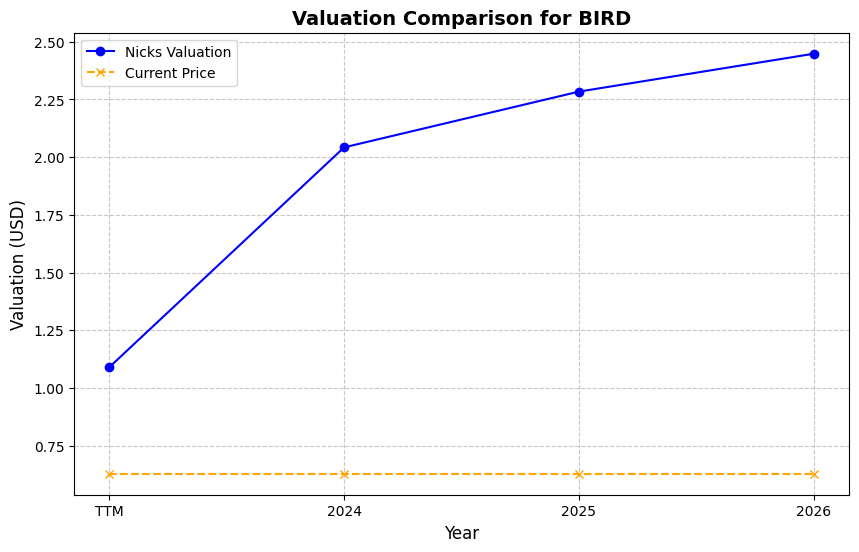 Valuation Comparison for BIRD
Nicks Valuation
Current Price
2.50
2.25
2.00
1.75
1.50
1.25
1.00
0.75
Valuation (USD)
TTM 2024 2025 2026
Year